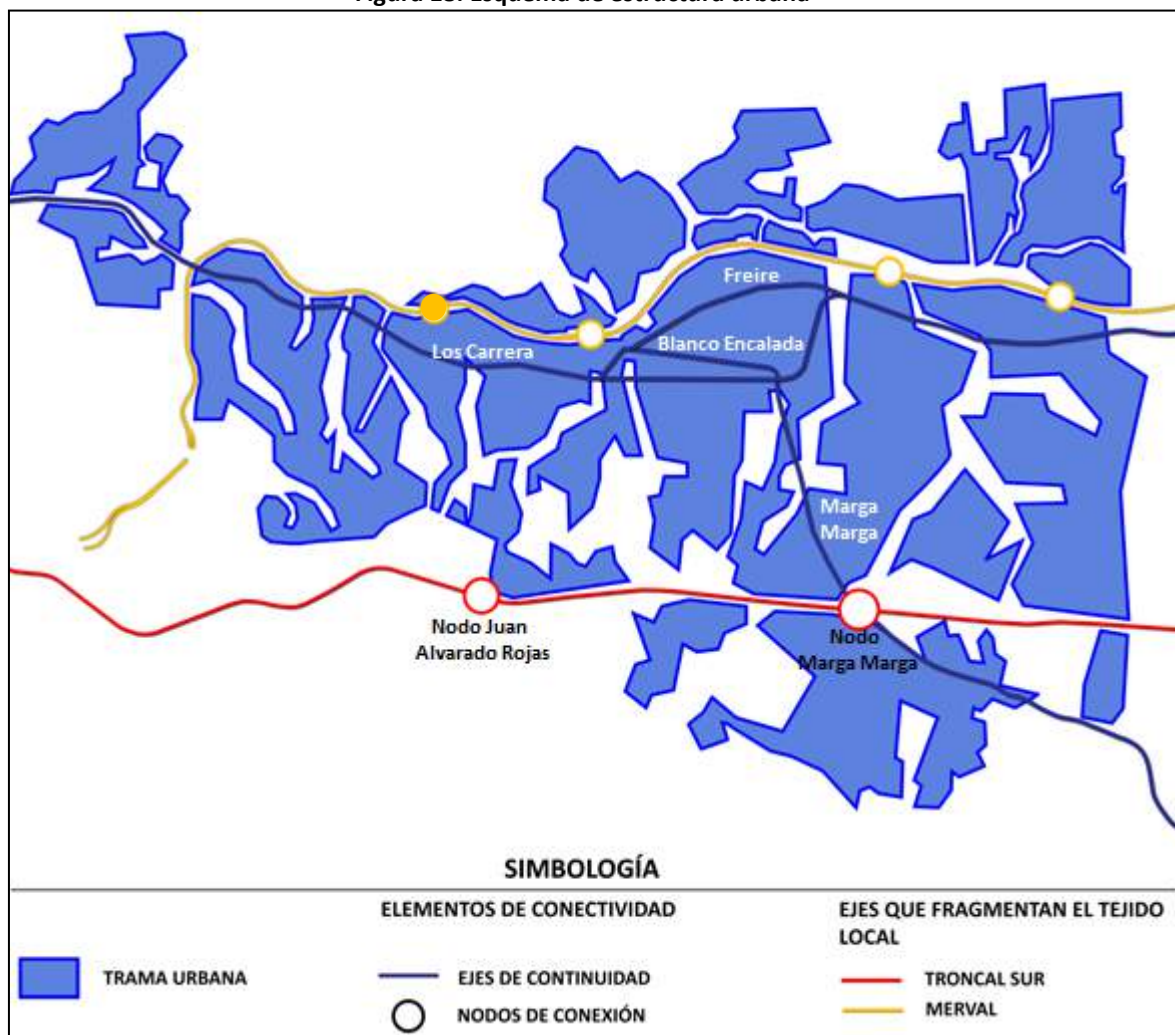 Figura 13. Esquema de estructura urbana
Freire
Los Carrera
Blanco Encalada
Marga
Marga
Nodo Juan
Alvarado Rojas
Nodo
Marga Marga
SIMBOLOGÍA
ELEMENTOS DE CONECTIVIDAD
EJES QUE FRAGMENTAN EL TEJIDO
LOCAL
TRAMA URBANA
EJES DE CONTINUIDAD
NODOS DE CONEXIÓN
TRONCAL SUR
MERVAL